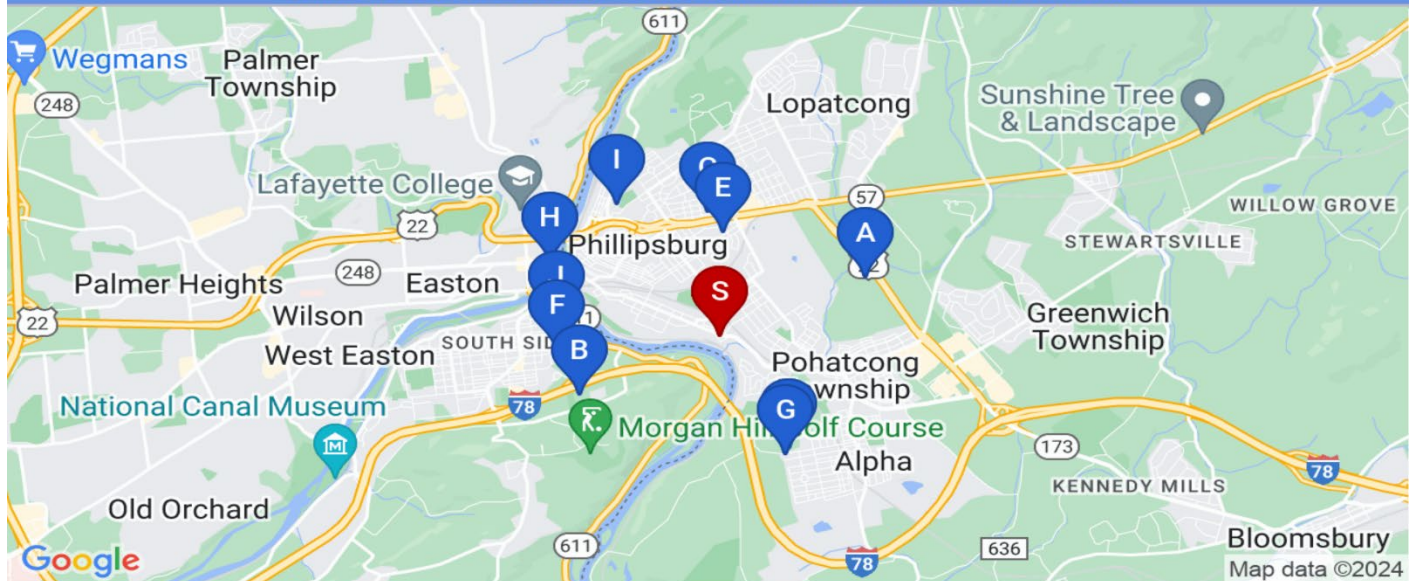 611
Wegmans
Palmer
Township
248
Lopatcong
Sunshine Tree
& Landscape
I
E
Lafayette College
57
WILLOW GROVE
22
H
A
STEWARTSVILLE
Phillipsburg
248
Palmer Heights
Easton
S
22
Wilson
F
Greenwich
Township
SOUTH
West Easton
B
Pohatcong
Township
National Canal Museum
78
G
Morgan Hill Golf Course
Alpha
173
78
KENNEDY MILLS
Old Orchard
611
636
Bloomsbury
Google
78
Map data ©2024